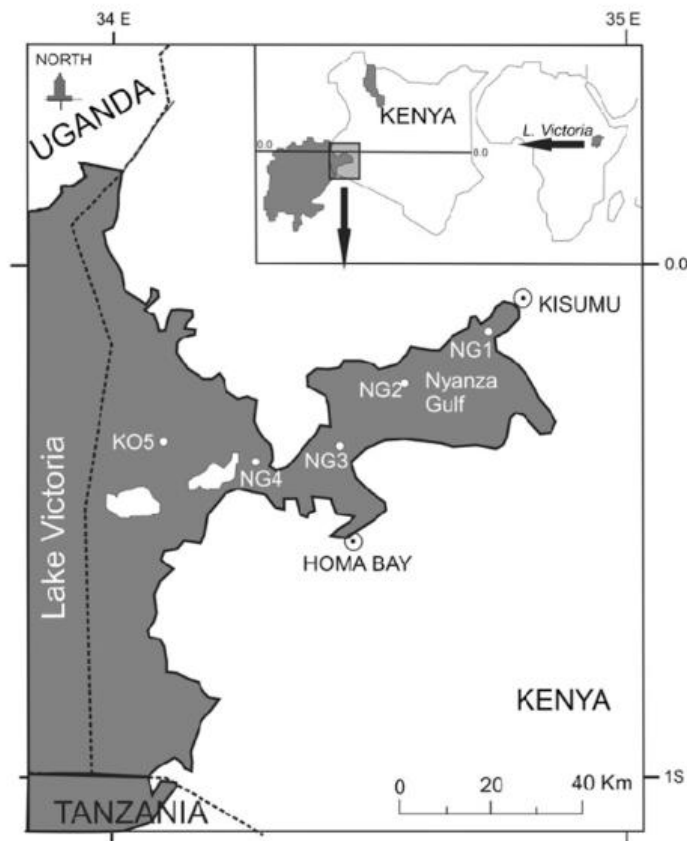 34 E
35 E
NORTH
UGANDA
KENYA
L. Victoria
0.0
0.0
0.0
KISUMU
NG1
NG2
Nyanza
Gulf
KO5
NG3
NG4
Lake Victoria
HOMA BAY
KENYA
0
20
40 Km
1S
TANZANIA